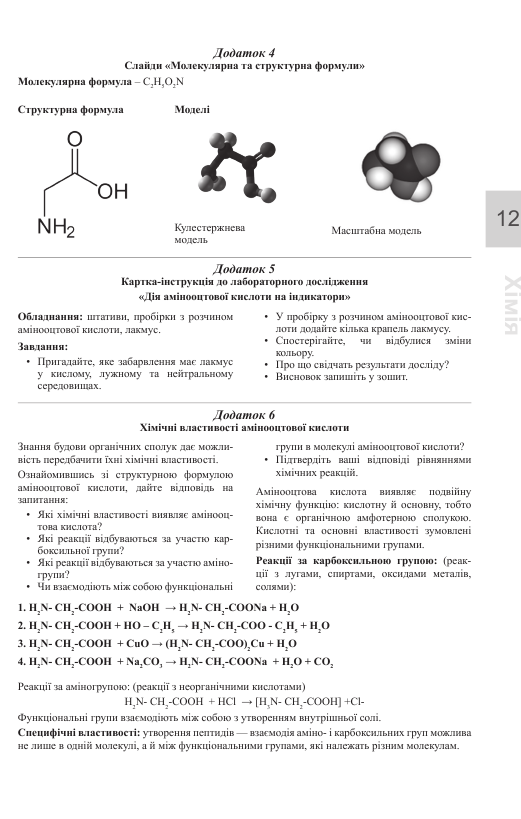 Додаток 4
Слайди «Молекулярна та структурна формули»
Молекулярна формула – C2H5O2N
Структурна формула
Моделі
O
OH
NH2
Кулестержнева
модель
Масштабна модель
12
Хімія
Додаток 5
Картка-інструкція до лабораторного дослідження
«Дія амінооцтової кислоти на індикатори»
Обладнання: штативи, пробірки з розчином
амінооцтової кислоти, лакмус.
Завдання:
• Пригадайте, яке забарвлення має лакмус
у кислому, лужному та нейтральному
середовищах.
• У пробірку з розчином амінооцтової кис-
лоти додайте кілька крапель лакмусу.
• Спостерігайте, чи відбулися зміни
кольору.
• Про що свідчать результати досліду?
• Висновок запишіть у зошит.
Додаток 6
Хімічні властивості амінооцтової кислоти
Знання будови органічних сполук дає можли-
вість передбачити їхні хімічні властивості.
Ознайомившись зі структурною формулою
амінооцтової кислоти, дайте відповідь на
запитання:
• Які хімічні властивості виявляє амінооц-
това кислота?
• Які реакції відбуваються за участю кар-
боксильної групи?
• Які реакції відбуваються за участю аміно-
групи?
• Чи взаємодіють між собою функціональні
групи в молекулі амінооцтової кислоти?
• Підтвердіть ваші відповіді рівняннями
хімічних реакцій.
Амінооцтова кислота виявляє подвійну
хімічну функцію: кислотну й основну, тобто
вона є органічною амфотерною сполукою.
Кислотні та основні властивості зумовлені
різними функціональними групами.
Реакції за карбоксильною групою: (реак-
ції з лугами, спиртами, оксидами металів,
солями):
1. H2N- CH2-COOH + NaOH → H2N- CH2-COONa + H2O
2. H2N- CH2-COOH + HO – C2H5 → H2N- CH2-COO - C2H5 + H2O
3. H2N- CH2-COOH + CuO → (H2N- CH2-COO)2Cu + H2O
4. H2N- CH2-COOH + Na2CO3 → H2N- CH2-COONa + H2O + CO2
Реакції за аміногрупою: (реакції з неорганічними кислотами)
H2N- CH2-COOH + HCl → [H3N- CH2-COOH] +Cl-
Функціональні групи взаємодіють між собою з утворенням внутрішньої солі.
Специфічні властивості: утворення пептидів — взаємодія аміно- і карбоксильних груп можлива
не лише в одній молекулі, а й між функціональними групами, які належать різним молекулам.